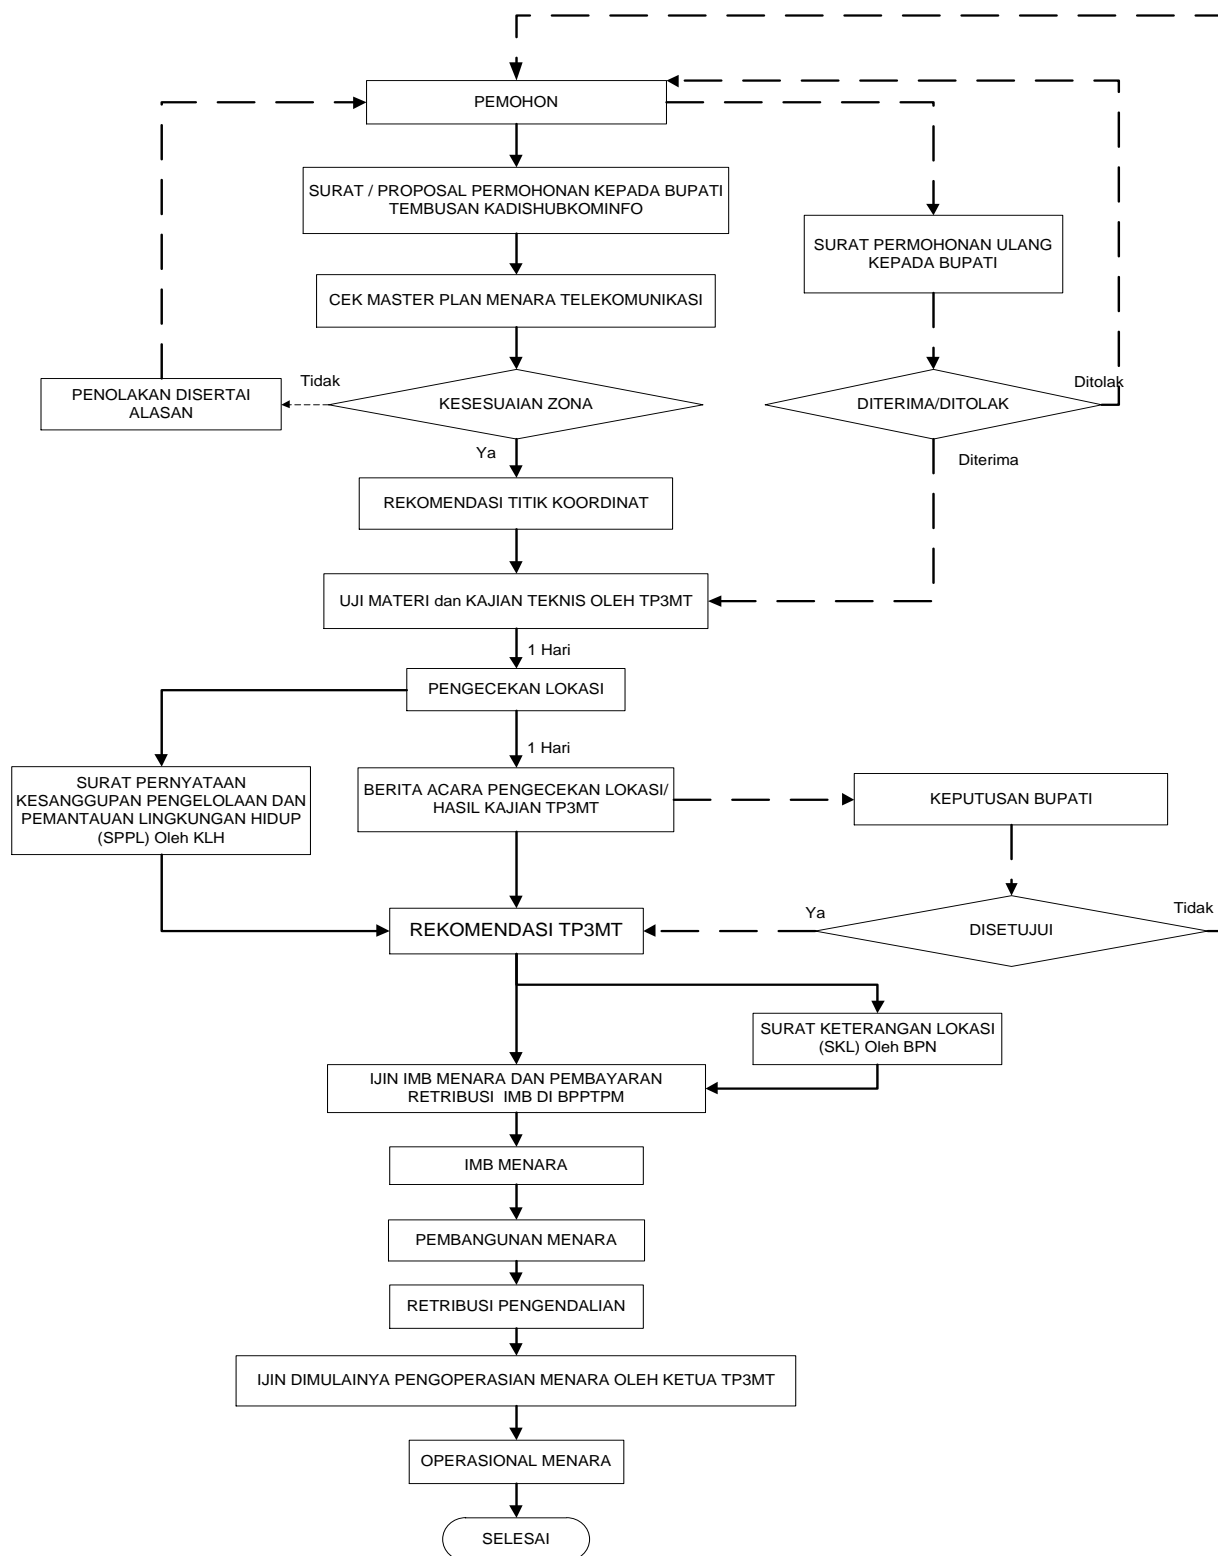 PEMOHON
SURAT / PROPOSAL PERMOHONAN KEPADA BUPATI
TEMBUSAN KADISHUBKOMINFO
SURAT PERMOHONAN ULANG
KEPADA BUPATI
CEK MASTER PLAN MENARA TELEKOMUNIKASI
Tidak
PENOLAKAN DISERTAI
ALASAN
KESESUAIAN ZONA
DITERIMA/DITOLAK
Ditolak
Ya
Diterima
REKOMENDASI TITIK KOORDINAT
UJI MATERI dan KAJIAN TEKNIS OLEH TP3MT
1 Hari
PENGECEKAN LOKASI
1 Hari
SURAT PERNYATAAN
KESANGGUPAN PENGELOLAAN DAN
PEMANTAUAN LINGKUNGAN HIDUP
(SPPL) Oleh KLH
BERITA ACARA PENGECEKAN LOKASI/
HASIL KAJIAN TP3MT
KEPUTUSAN BUPATI
REKOMENDASI TP3MT
Ya
DISETUJUI
Tidak
SURAT KETERANGAN LOKASI
(SKL) Oleh BPN
IJIN IMB MENARA DAN PEMBAYARAN
RETRIBUSI IMB DI BPPTPM
IMB MENARA
PEMBANGUNAN MENARA
RETRIBUSI PENGENDALIAN
IJIN DIMULAINYA PENGOPERASIAN MENARA OLEH KETUA TP3MT
OPERASIONAL MENARA
SELESAI